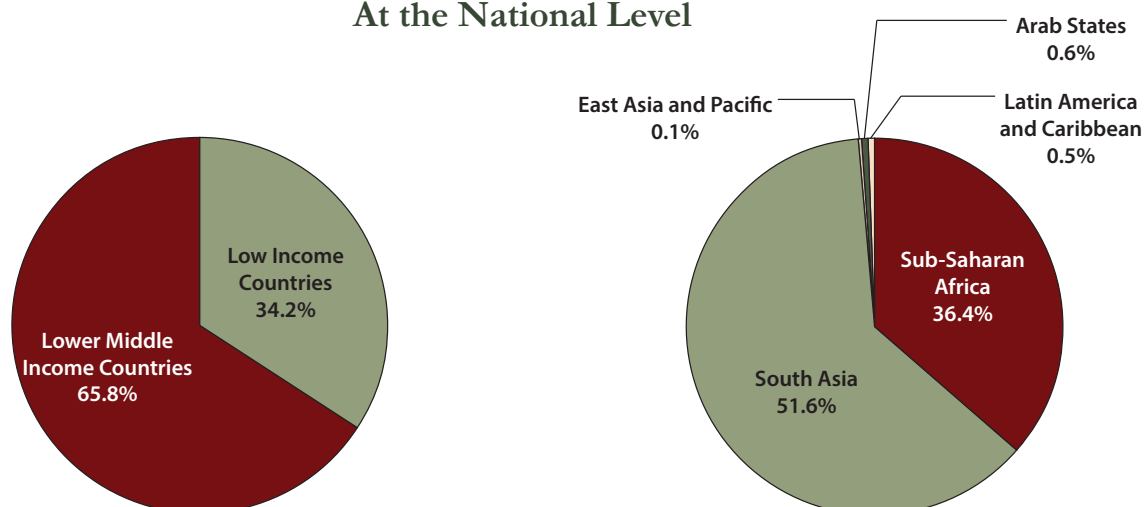 At the National Level
Low Income
Countries
34.2%
Lower Middle
Income Countries
65.8%
East Asia and Pacific
0.1%
Arab States
0.6%
Latin America
and Caribbean
0.5%
Sub-Saharan
Africa
36.4%
South Asia
51.6%